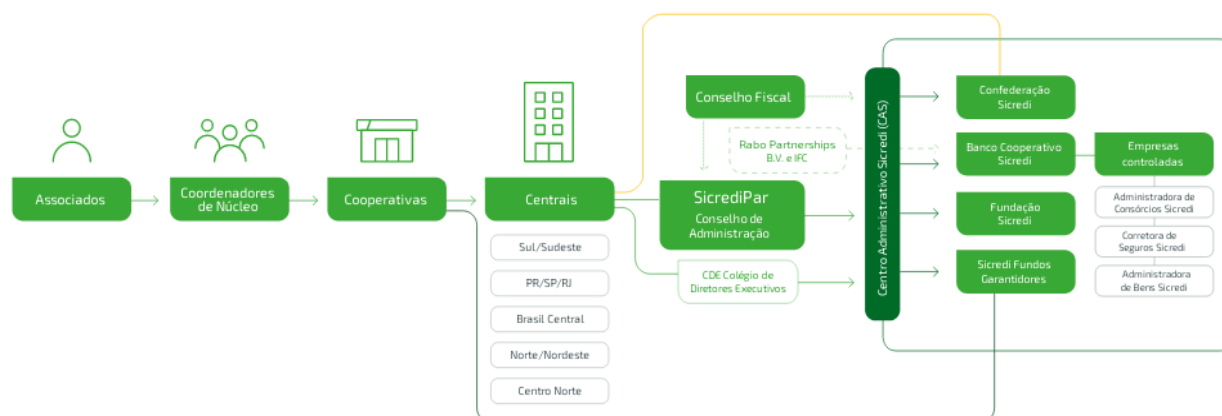 Associados
Coordenadores
de Núcleo
Cooperativas
Centrais
Sul/Sudeste
PR/SP/RJ
Brasil Central
Norte/Nordeste
Centro Norte
Conselho Fiscal
Rabo Partnerships
B.V. e IFC
SicrediPar
Conselho de
Administração
CDE Colégio de
Diretores Executivos
Centro Administrativo Sicredi (CAS)
Confederação
Sicredi
Banco Cooperativo
Sicredi
Fundação
Sicredi
Sicredi Fundos
Garantidores
Empresas
controladas
Administradora de
Consórcios Sicredi
Corretora de
Seguros Sicredi
Administradora
de Bens Sicredi